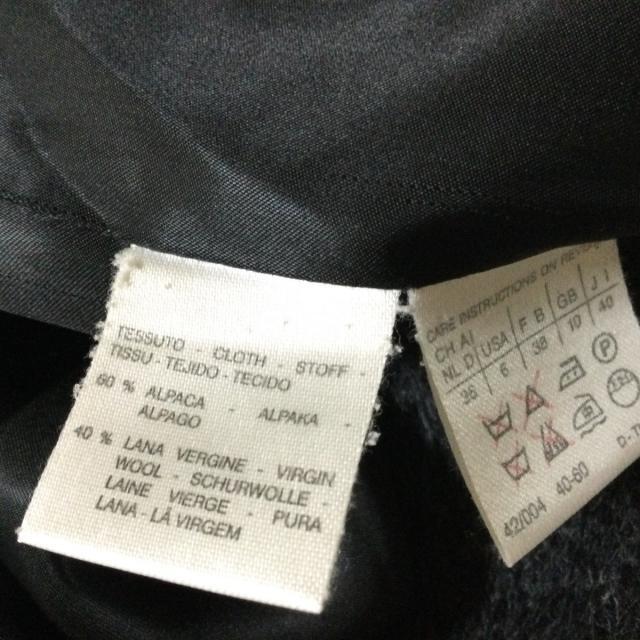 TESSUTO - CLOTH - STOFF -
TISSU - TEJIDO - TECIDO
60 % ALPACA - ALPAKA -
ALPAGO
40 % LANA VERGINE - VIRGIN
WOOL - SCHURWOLLE -
LAINE VIERGE - PURA
LANA - LÃ VIRGEM
CARE INSTRUCTIONS ON
CH A USA F B GB J I
NL D
36 6 38 10 40
P
42/004 40-60